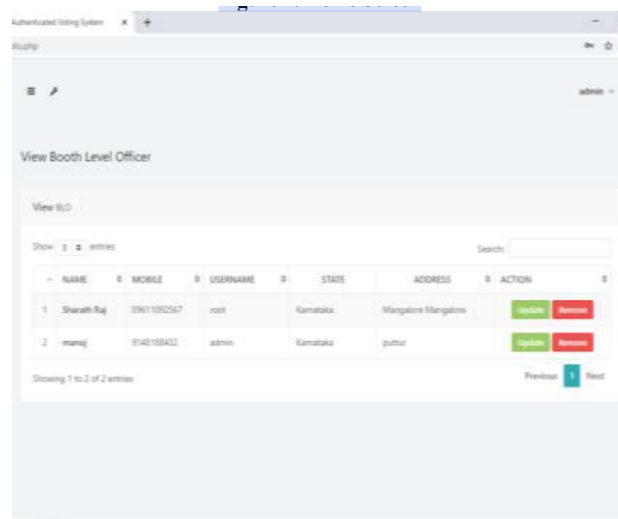 Authenticated Voting System × +
admin
View Booth Level Officer
View BLO
Show entries
Search:
NAME MOBILE USERNAME STATE ADDRESS ACTION
1 Sharath Raj root Karnataka Mangalore Mangalore Update Remove
2 manoj admin Karnataka puttur Update Remove
Showing 1 to 2 of 2 entries
Previous 1 Next